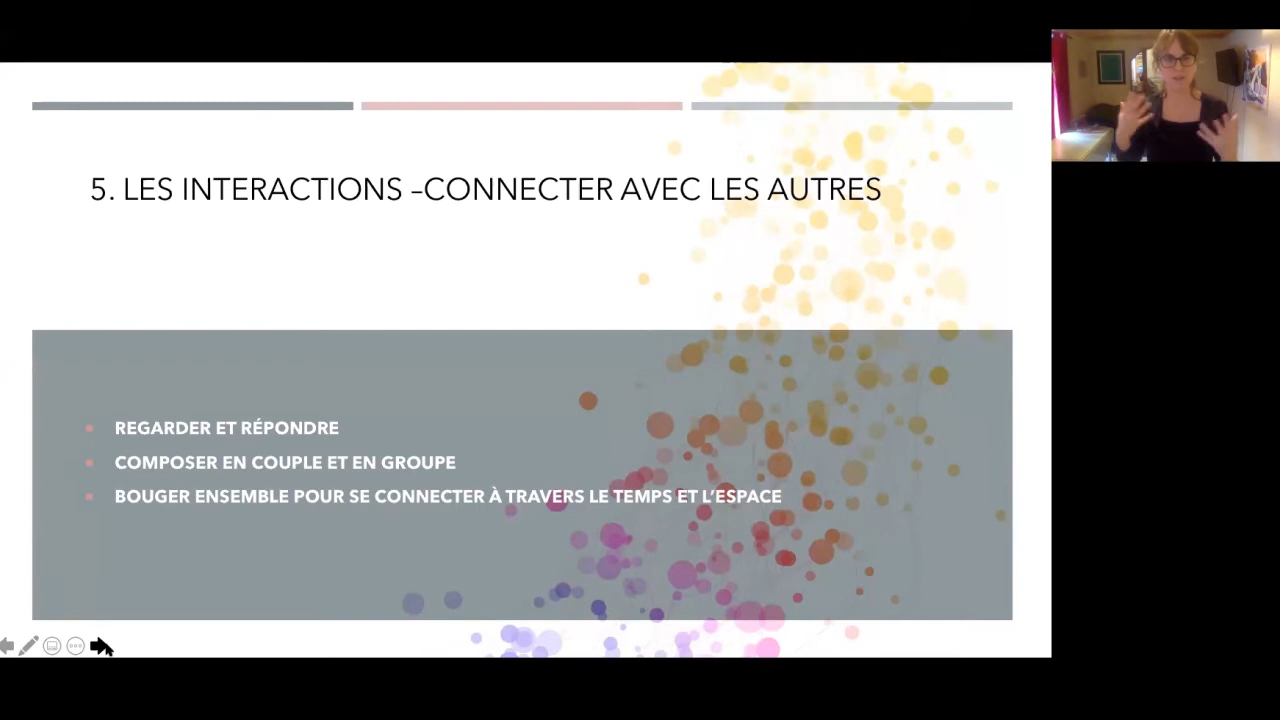 5. LES INTERACTIONS –CONNECTER AVEC LES AUTRES
REGARDER ET RÉPONDRE
COMPOSER EN COUPLE ET EN GROUPE
BOUGER ENSEMBLE POUR SE CONNECTER À TRAVERS LE TEMPS ET L'ESPACE